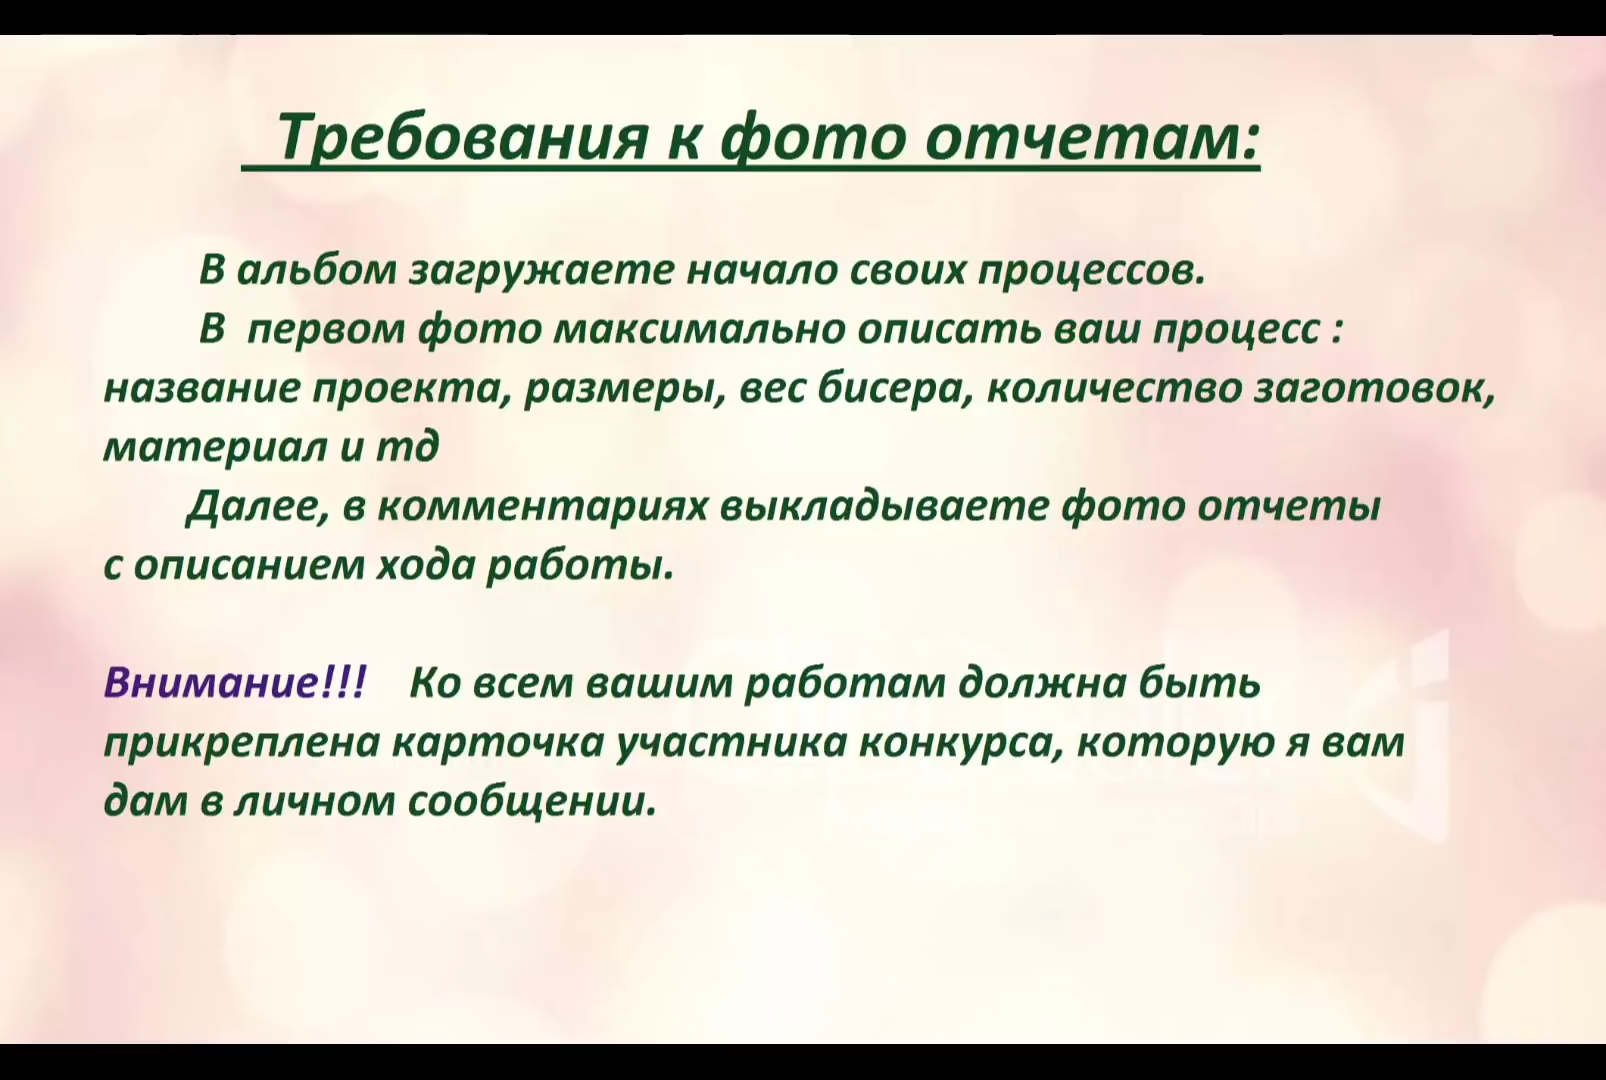 Требования к фото отчетам:
В альбом загружаете начало своих процессов.
В первом фото максимально описать ваш процесс :
название проекта, размеры, вес бисера, количество заготовок,
материал и тд
Далее, в комментариях выкладываете фото отчеты
с описанием хода работы.
Внимание!!! Ко всем вашим работам должна быть
прикреплена карточка участника конкурса, которую я вам
дам в личном сообщении.